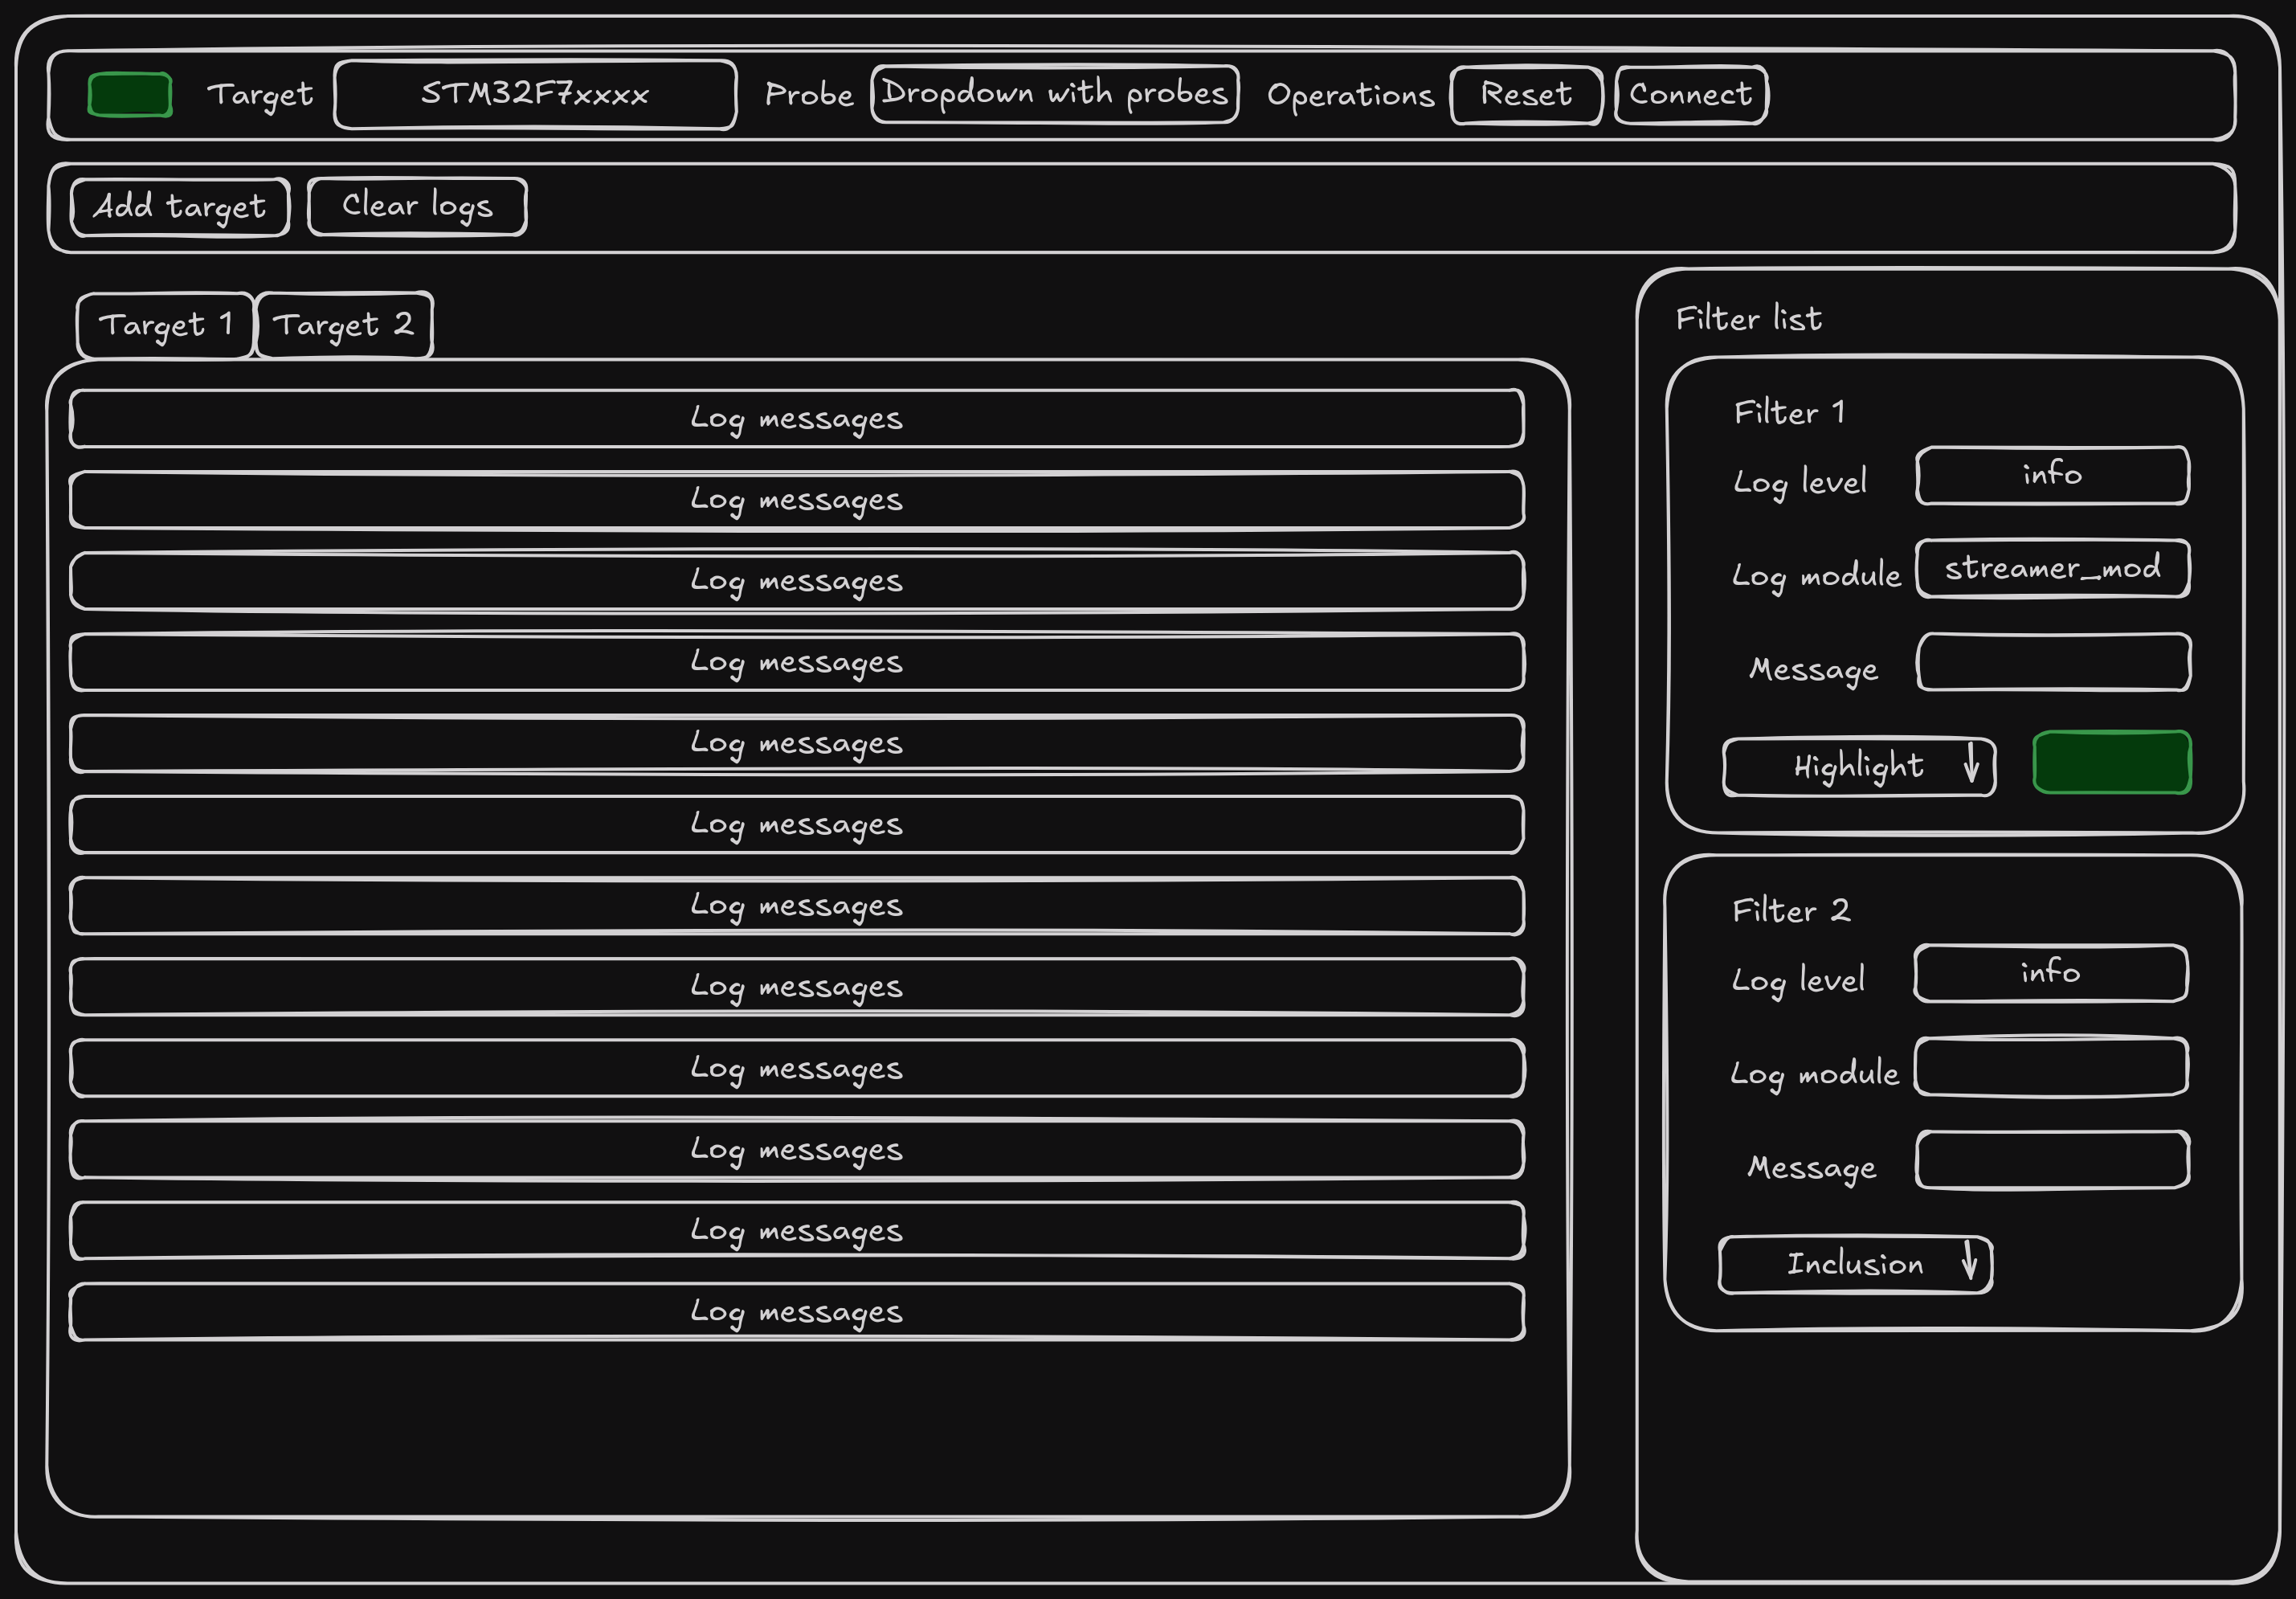 Target STM32F7xxxx Probe Dropdown with probes Operations Reset Connect
Add target Clear logs
Target 1 Target 2
Log messages
Log messages
Log messages
Log messages
Log messages
Log messages
Log messages
Log messages
Log messages
Log messages
Log messages
Log messages
Filter list
Filter 1
Log level info
Log module streamer_mod
Message
Highlight
Filter 2
Log level info
Log module
Message
Inclusion